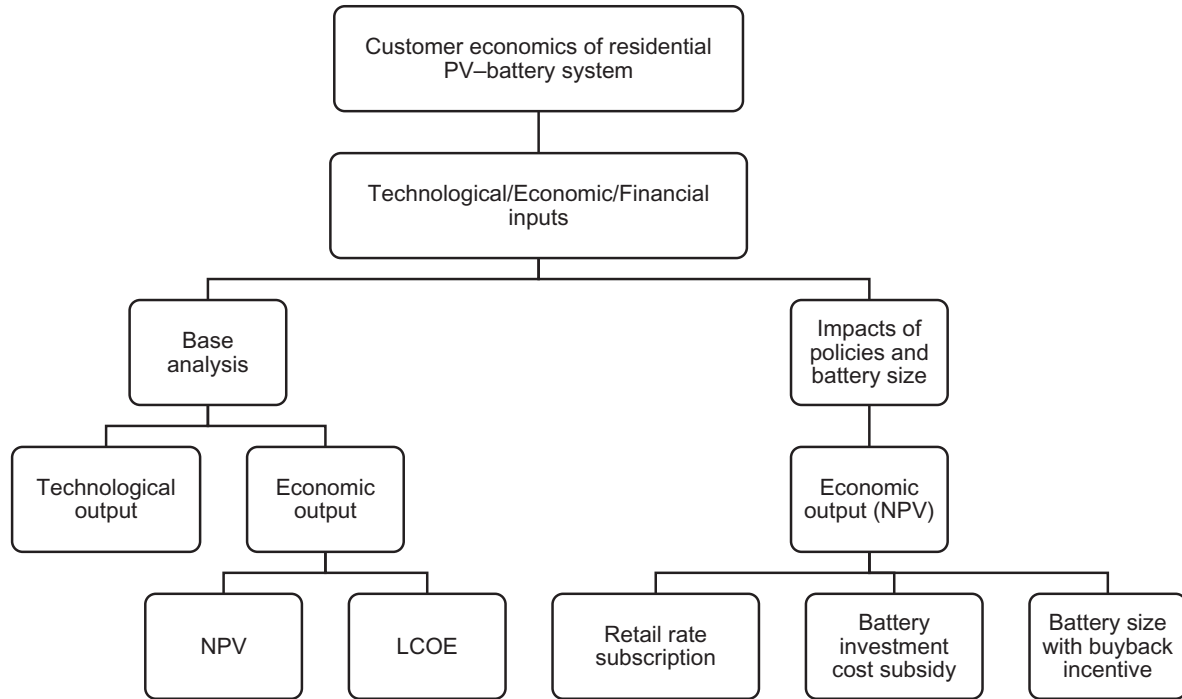 Customer economics of residential
PV–battery system
Technological/Economic/Financial
inputs
Base
analysis
Impacts of
policies and
battery size
Technological
output
Economic
output
Economic
output (NPV)
NPV
LCOE
Retail rate
subscription
Battery
investment
cost subsidy
Battery size
with buyback
incentive